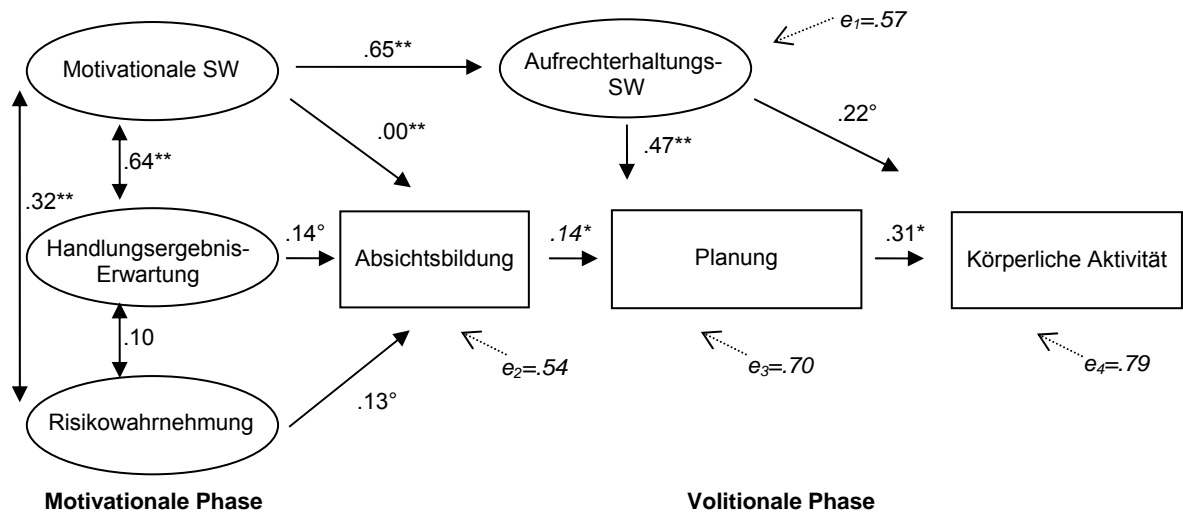 e1=.57
Motivationale SW
.65**
Aufrechterhaltungs-
SW
.00**
.22°
.64**
.47**
.32**
Handlungsergebnis-
Erwartung
.14°
Absichtsbildung
.14*
Planung
.31*
Körperliche Aktivität
.10
e2=.54
e3=.70
e4=.79
Risikowahrnehmung
.13°
Motivationale Phase
Volitionale Phase